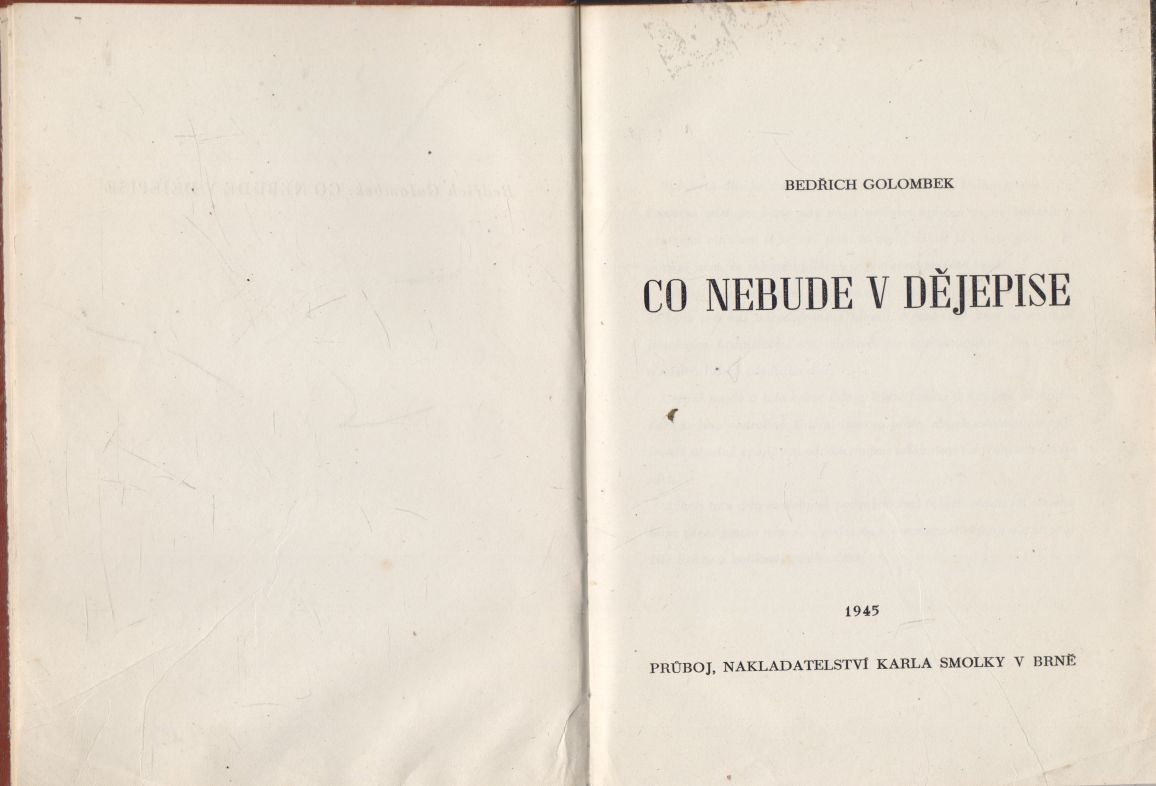 BEDŘICH GOLOMBEK
CO NEBUDE V DĚJEPISE
1945
PRŮBOJ, NAKLADATELSTVÍ KARLA SMOLKY V BRNĚ